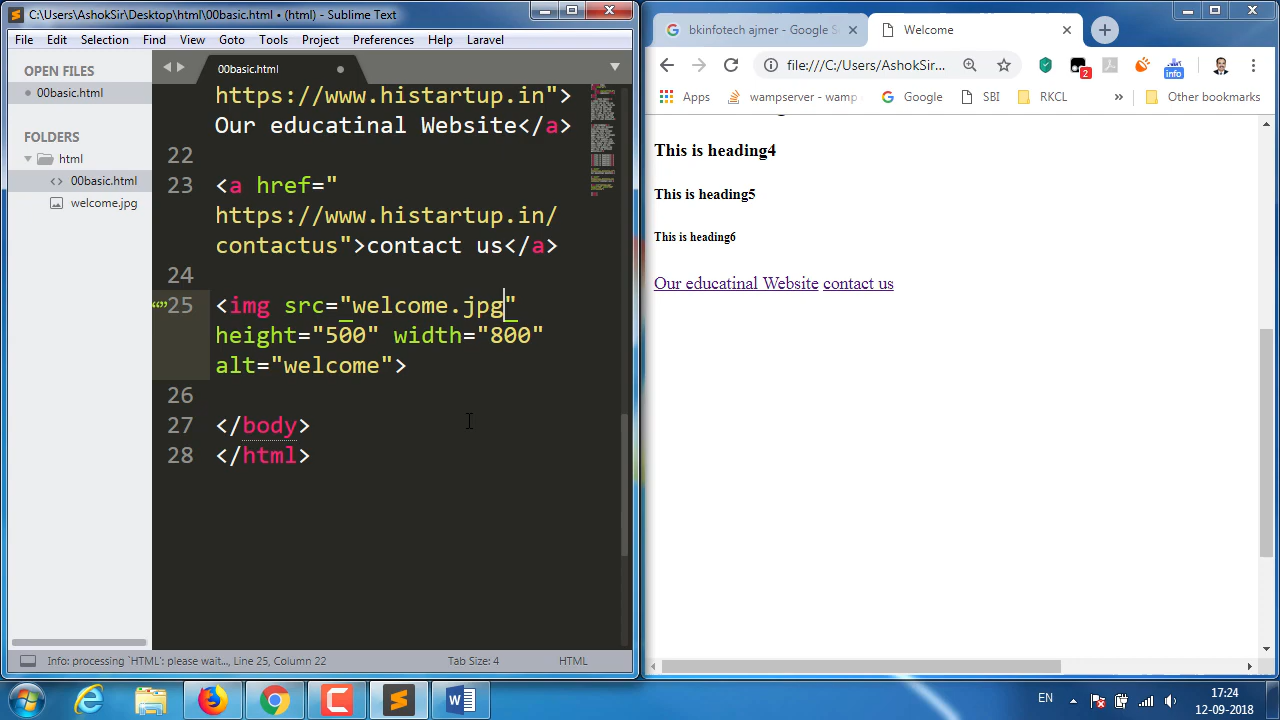 C:\Users\AshokSir\Desktop\html\00basic.html • (html) - Sublime Text
File Edit Selection Find View Goto Tools Project Preferences Help Laravel
OPEN FILES
00basic.html
FOLDERS
html
00basic.html
welcome.jpg
00basic.html
https://www.histartup.in">
Our educatinal Website</a>
22
23 <a href="
https://www.histartup.in/
contactus">contact us</a>
24
25 <img src="welcome.jpg"
height="500" width="800"
alt="welcome">
26
27 </body>
28 </html>
Info: processing `HTML': please wait..., Line 25, Column 22 Tab Size: 4 HTML
bkinfotech ajmer - Google S
Welcome
file:///C:/Users/AshokSir...
2
info
Apps wampserver - wamp Google SBI RKCL » Other bookmarks
This is heading4
This is heading5
This is heading6
Our educatinal Website contact us
EN
17:24
12-09-2018